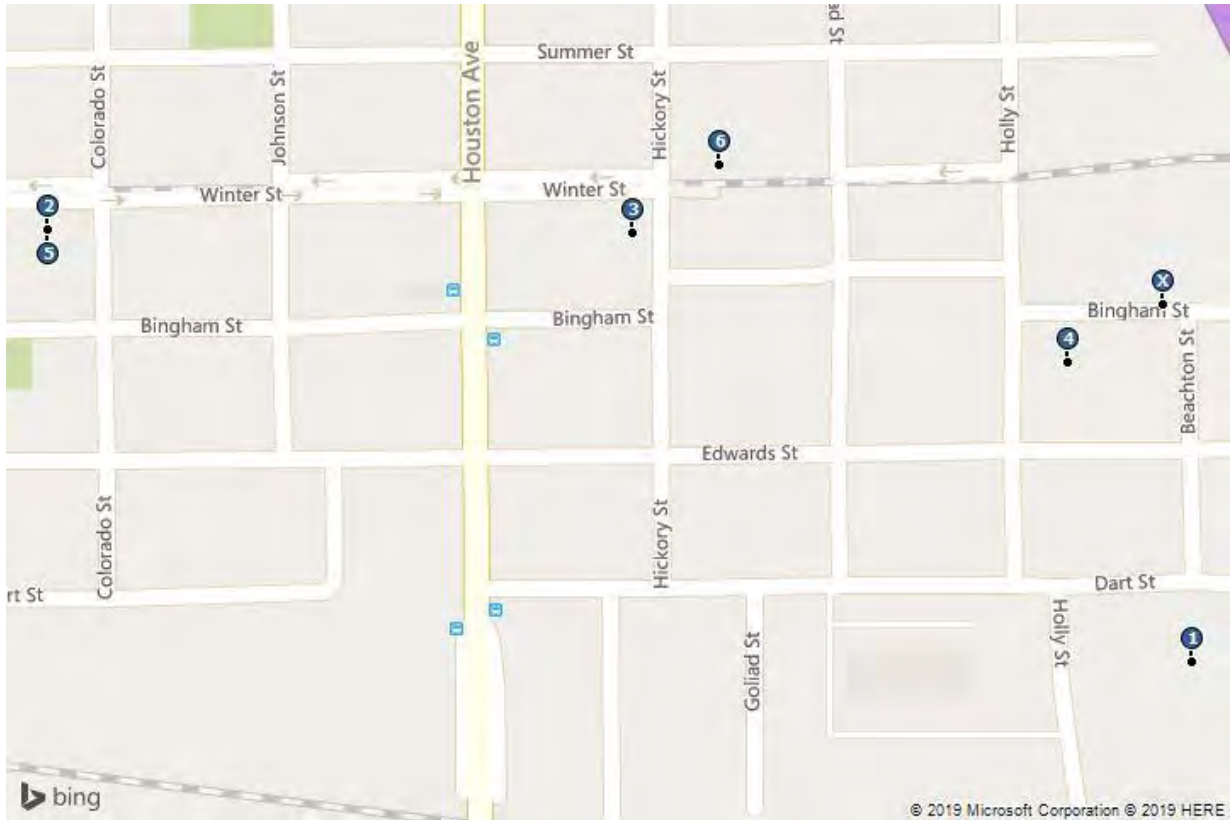 Summer St
ad St
Houston Ave
Colorado St
Johnson St
Hickory St
Holly St
6
Winter St
Winter St
2
3
5
X
Bingham St
Bingham St
Bingham St
4
Beachton St
Edwards St
Colorado St
Hickory St
rt St
Dart St
Holly St
Goliad St
1
bing
© 2019 Microsoft Corporation © 2019 HERE